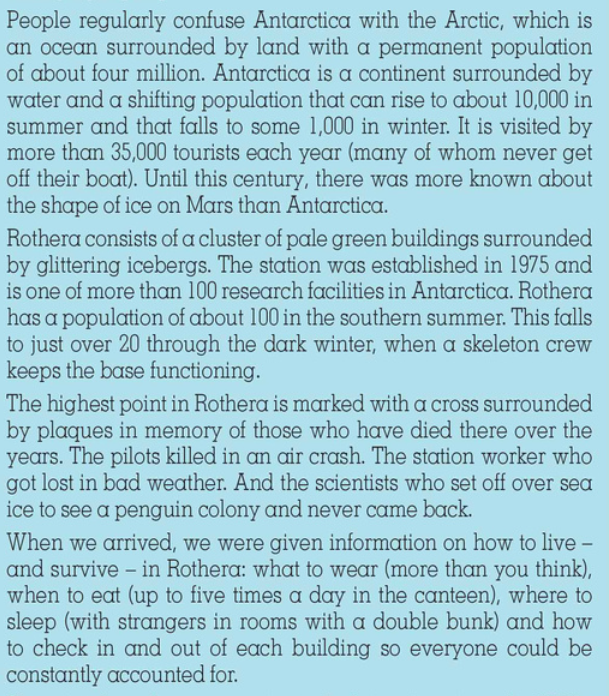 People regularly confuse Antarctica with the Arctic, which is
an ocean surrounded by land with a permanent population
of about four million. Antarctica is a continent surrounded by
water and a shifting population that can rise to about 10,000 in
summer and that falls to some 1,000 in winter. It is visited by
more than 35,000 tourists each year (many of whom never get
off their boat). Until this century, there was more known about
the shape of ice on Mars than Antarctica.
Rothera consists of a cluster of pale green buildings surrounded
by glittering icebergs. The station was established in 1975 and
is one of more than 100 research facilities in Antarctica. Rothera
has a population of about 100 in the southern summer. This falls
to just over 20 through the dark winter, when a skeleton crew
keeps the base functioning.
The highest point in Rothera is marked with a cross surrounded
by plaques in memory of those who have died there over the
years. The pilots killed in an air crash. The station worker who
got lost in bad weather. And the scientists who set off over sea
ice to see a penguin colony and never came back.
When we arrived, we were given information on how to live –
and survive – in Rothera: what to wear (more than you think),
when to eat (up to five times a day in the canteen), where to
sleep (with strangers in rooms with a double bunk) and how
to check in and out of each building so everyone could be
constantly accounted for.